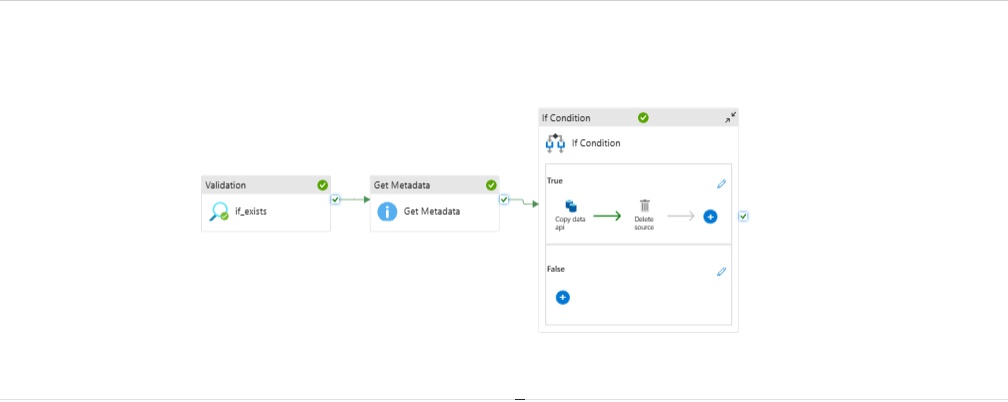 Validation
if_exists
Get Metadata
Get Metadata
If Condition
If Condition
True
Copy data
api
Delete
source
False